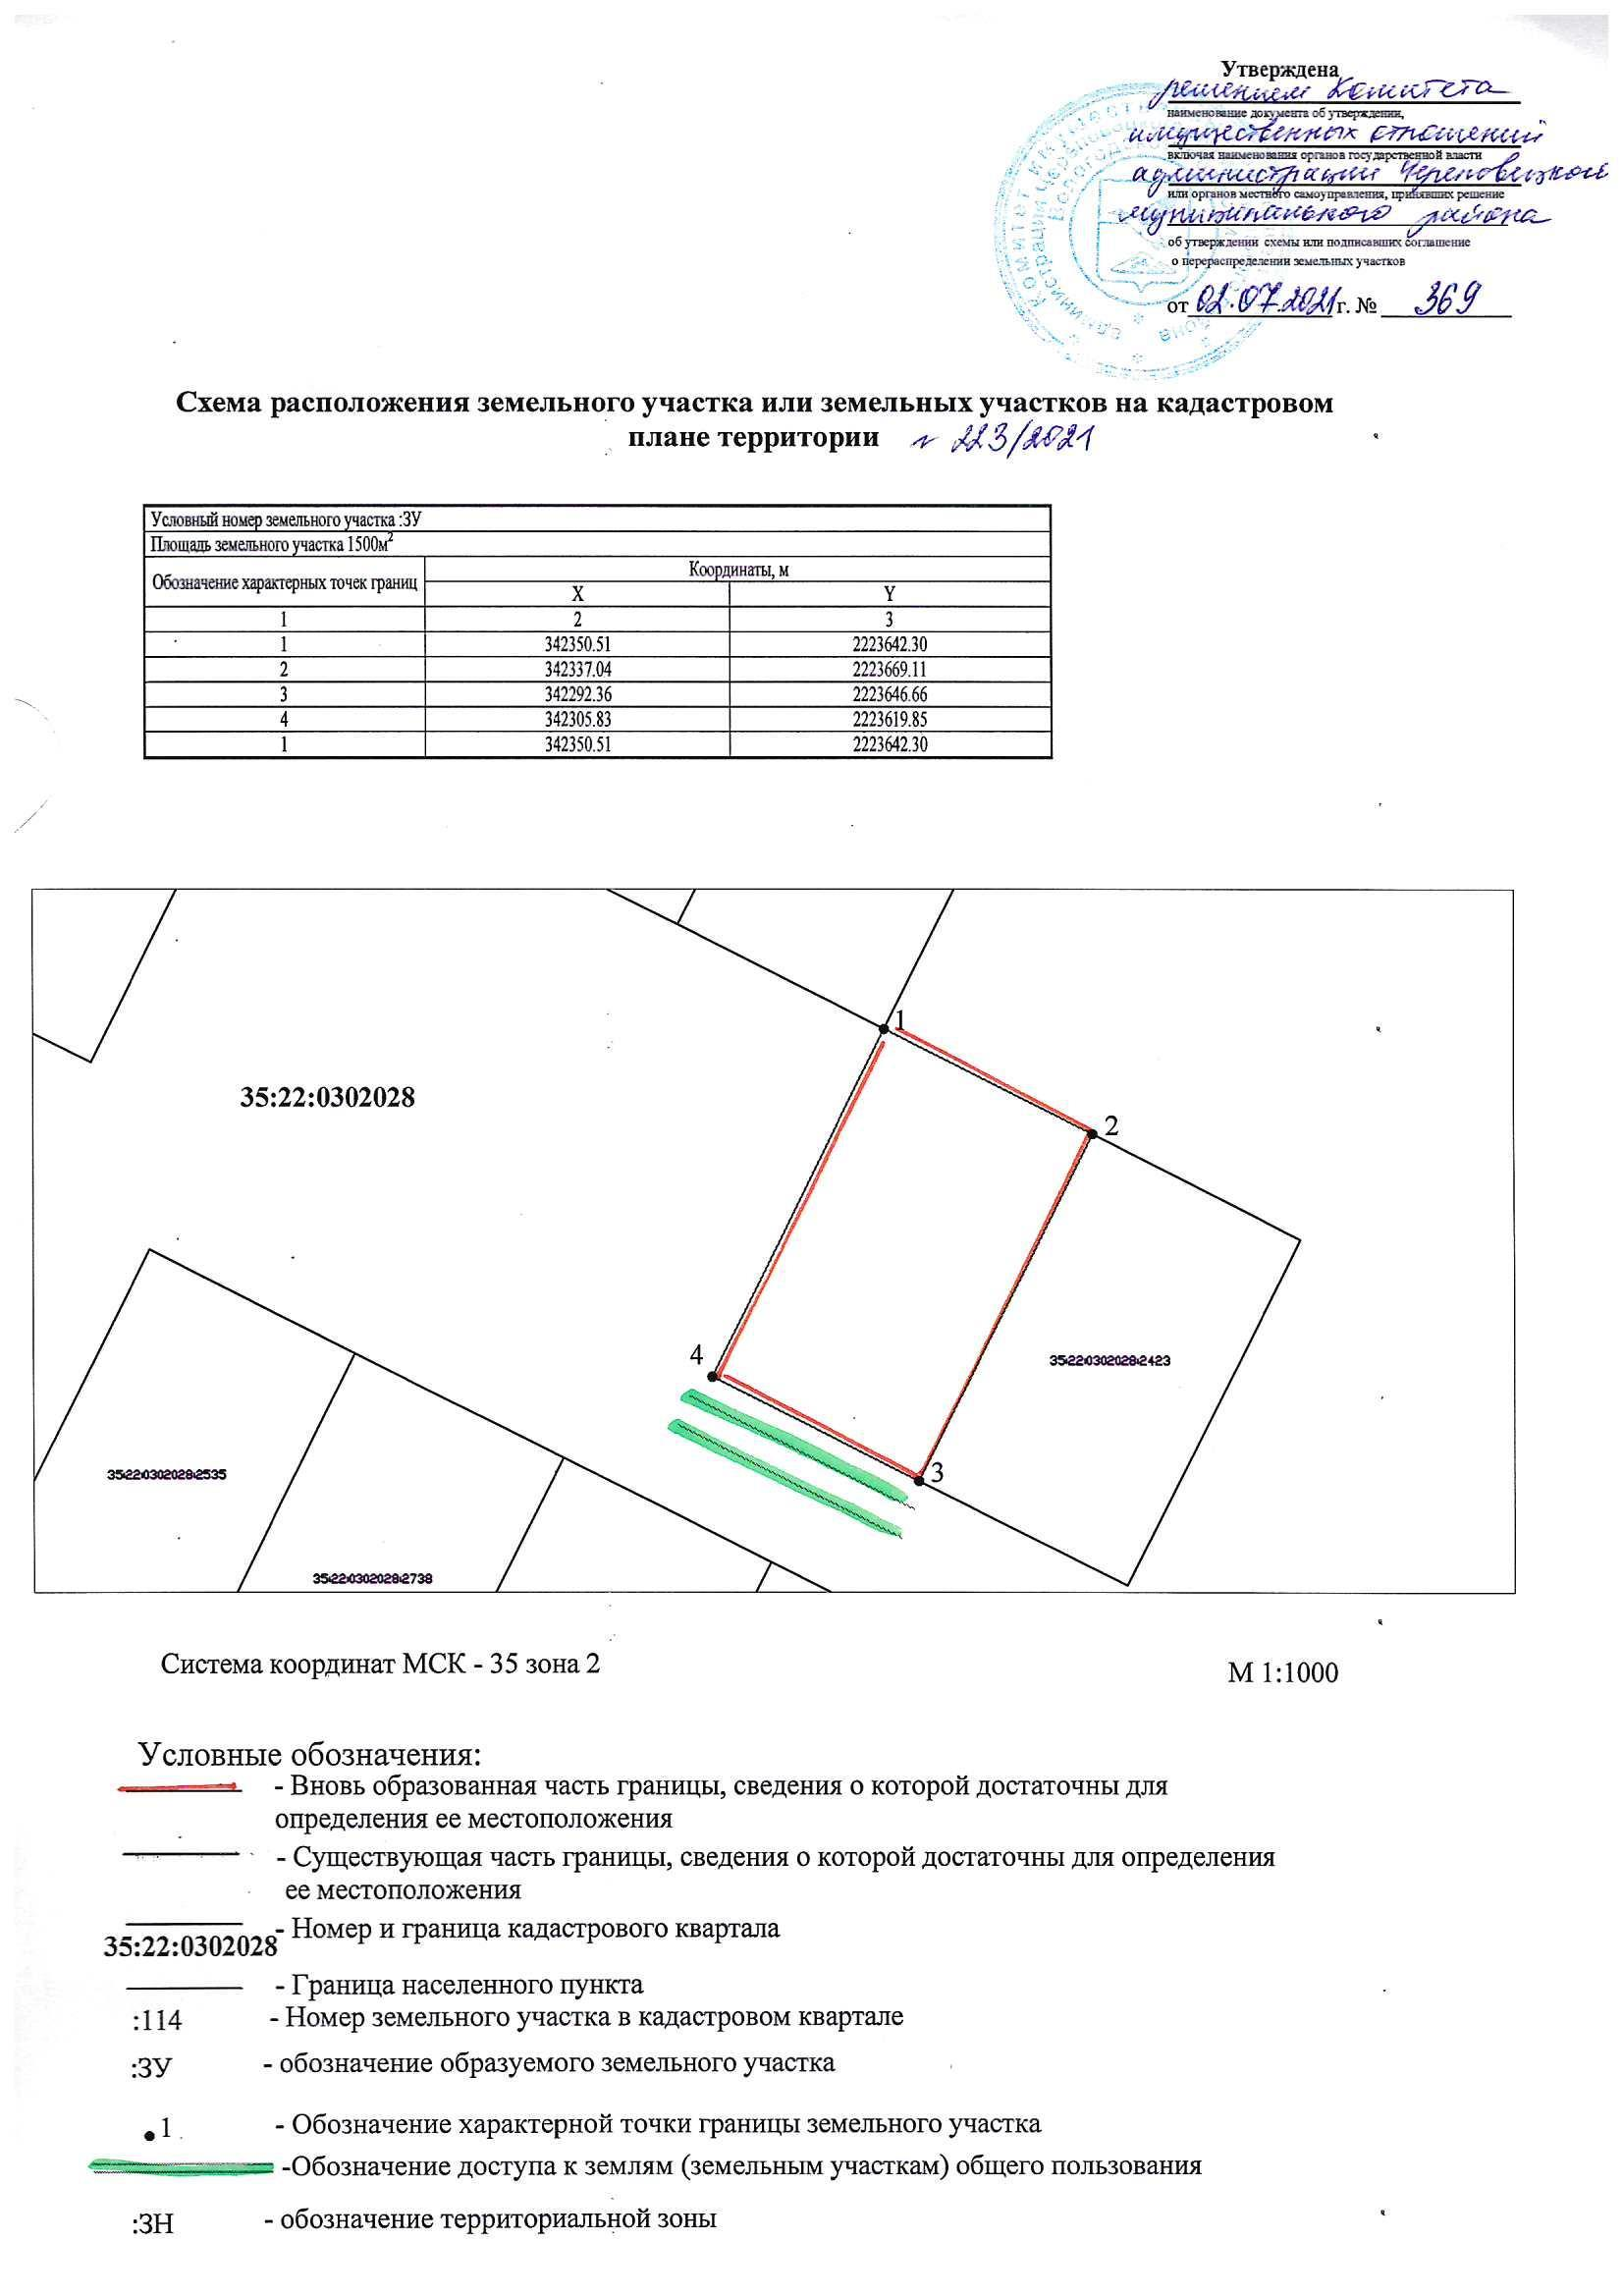 Утверждена
решением Комитета
наименование документа об утверждении,
имущественных отношений
включая наименования органов государственной власти
администрации Череповецкого
или органов местного самоуправления, принявших решение
муниципального района
об утверждении схемы или подписавших соглашение
о перераспределении земельных участков
от 02.07.2021 г. № 369
Схема расположения земельного участка или земельных участков на кадастровом
плане территории № 223/2021
Условный номер земельного участка :ЗУ
Площадь земельного участка 1500м²
Обозначение характерных точек границ
Координаты, м
X Y
1 2 3
1 342350.51 2223642.30
2 342337.04 2223669.11
3 342292.36 2223646.66
4 342305.83 2223619.85
1 342350.51 2223642.30
1
35:22:0302028
2
4
35:22:0302028:2423
3
35:22:0302028:2535
35:22:0302028:2738
Система координат МСК - 35 зона 2
М 1:1000
Условные обозначения:
- Вновь образованная часть границы, сведения о которой достаточны для
определения ее местоположения
- Существующая часть границы, сведения о которой достаточны для определения
ее местоположения
- Номер и граница кадастрового квартала
35:22:0302028
- Граница населенного пункта
:114 - Номер земельного участка в кадастровом квартале
:ЗУ - обозначение образуемого земельного участка
1 - Обозначение характерной точки границы земельного участка
-Обозначение доступа к землям (земельным участкам) общего пользования
:ЗН - обозначение территориальной зоны